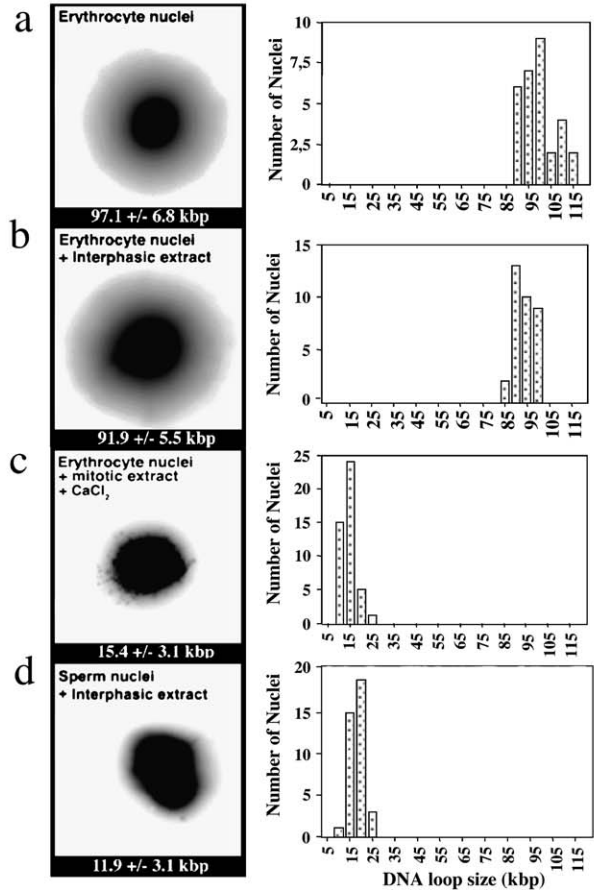 a
Erythrocyte nuclei
97.1 +/- 6.8 kbp
Number of Nuclei
10
7,5
5
2,5
0
5 15 25 35 45 55 65 75 85 95 105 115
b
Erythrocyte nuclei
+ Interphasic extract
91.9 +/- 5.5 kbp
Number of Nuclei
15
10
5
0
5 15 25 35 45 55 65 75 85 95 105 115
c
Erythrocyte nuclei
+ mitotic extract
+ CaCl₂
15.4 +/- 3.1 kbp
Number of Nuclei
25
20
15
10
5
0
5 15 25 35 45 55 65 75 85 95 105 115
d
Sperm nuclei
+ Interphasic extract
11.9 +/- 3.1 kbp
Number of Nuclei
20
15
10
5
0
5 15 25 35 45 55 65 75 85 95 105 115
DNA loop size (kbp)